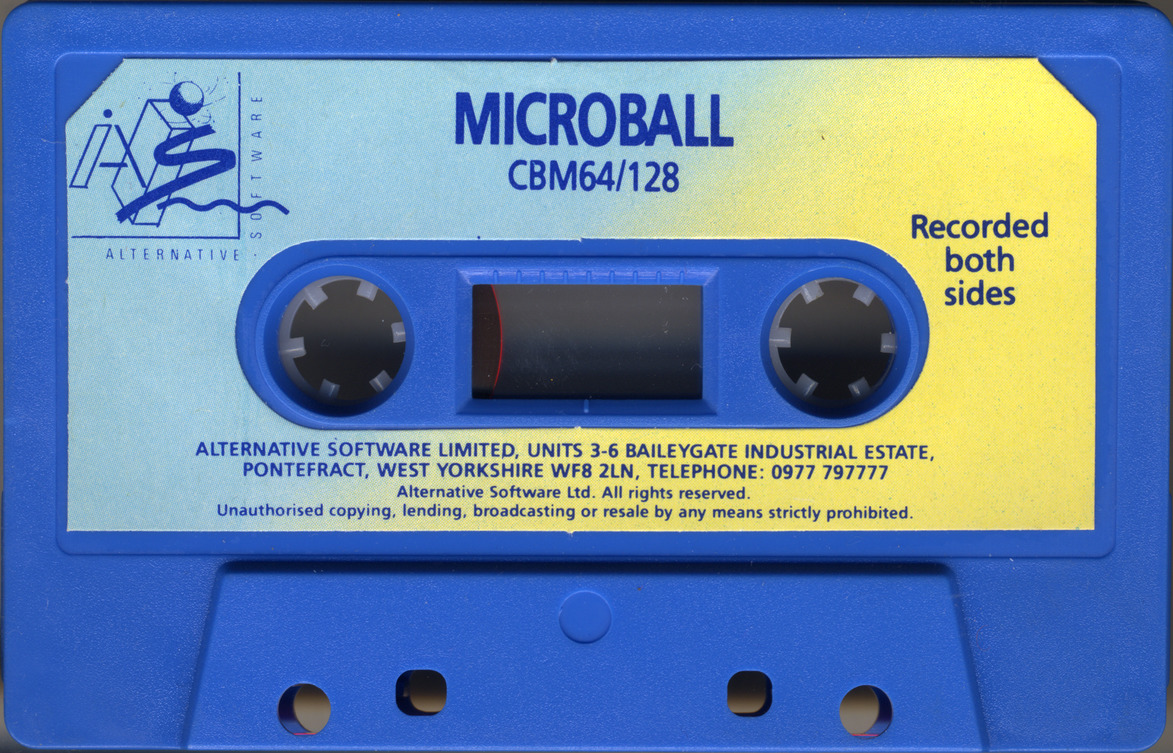 MICROBALL
CBM64/128
SOFTWARE
ALTERNATIVE
Recorded
both
sides
ALTERNATIVE SOFTWARE LIMITED, UNITS 3-6 BAILEYGATE INDUSTRIAL ESTATE,
PONTEFRACT, WEST YORKSHIRE WF8 2LN, TELEPHONE: 0977 797777
Alternative Software Ltd. All rights reserved.
Unauthorised copying, lending, broadcasting or resale by any means strictly prohibited.